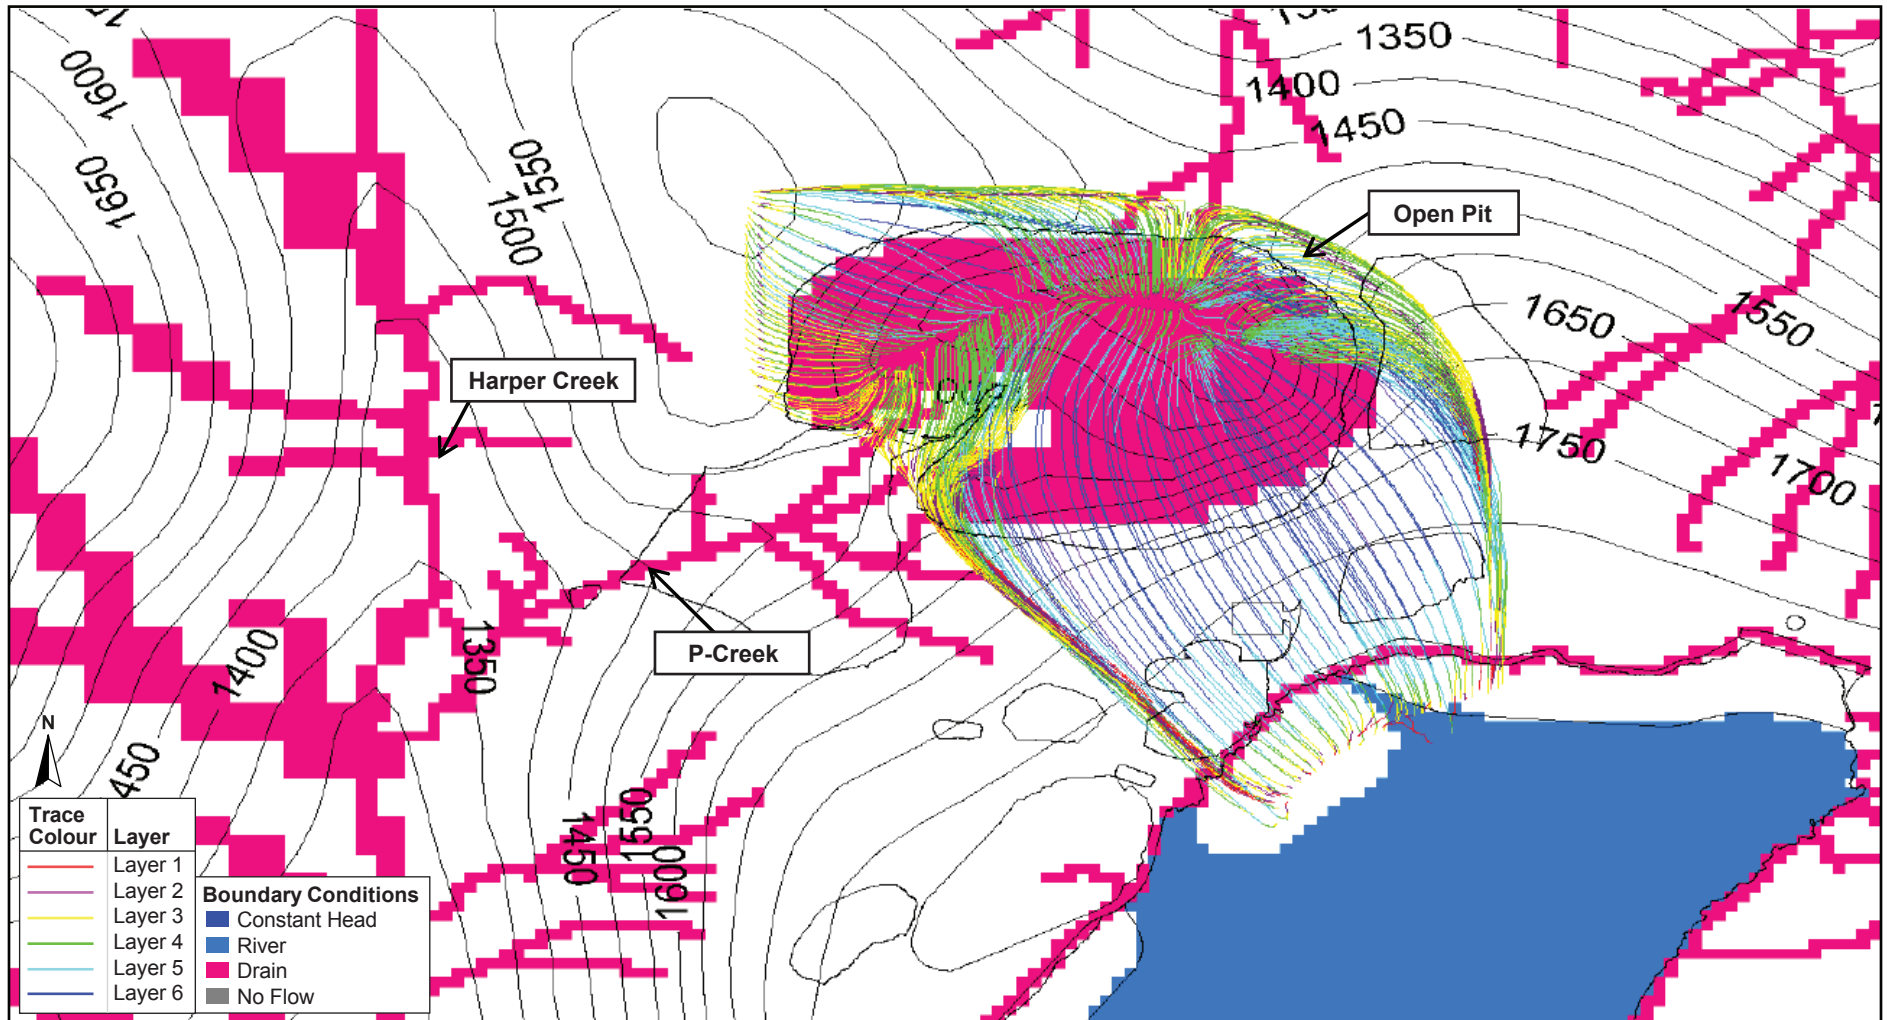 1350
1400
1450
1600
1650
1550
1500
Open Pit
1650
1550
Harper Creek
1750
1700
P-Creek
1400
1350
450
1450
1550
1600
N
Trace Colour Layer
Layer 1
Layer 2
Layer 3
Layer 4
Layer 5
Layer 6
Boundary Conditions
Constant Head
River
Drain
No Flow